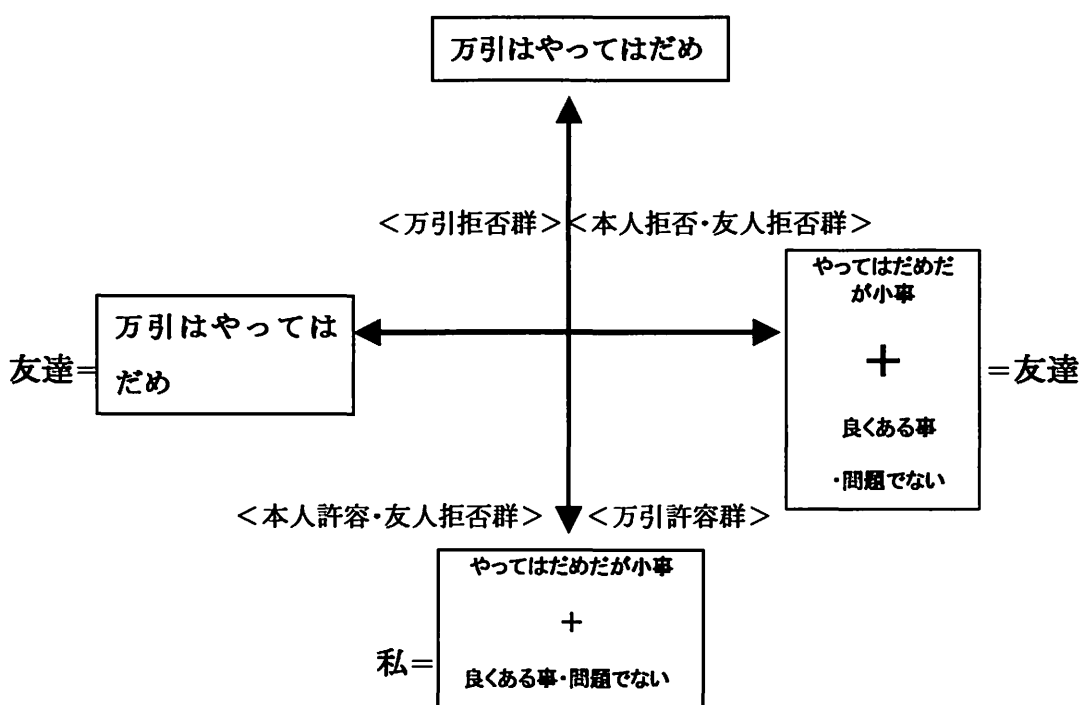 万引はやってはだめ
＜万引拒否群＞
＜本人拒否・友人拒否群＞
友達＝
万引はやっては
だめ
やってはだめだ
が小事
＋
良くある事
・問題でない
＝友達
＜本人許容・友人拒否群＞
＜万引許容群＞
私＝
やってはだめだが小事
＋
良くある事・問題でない